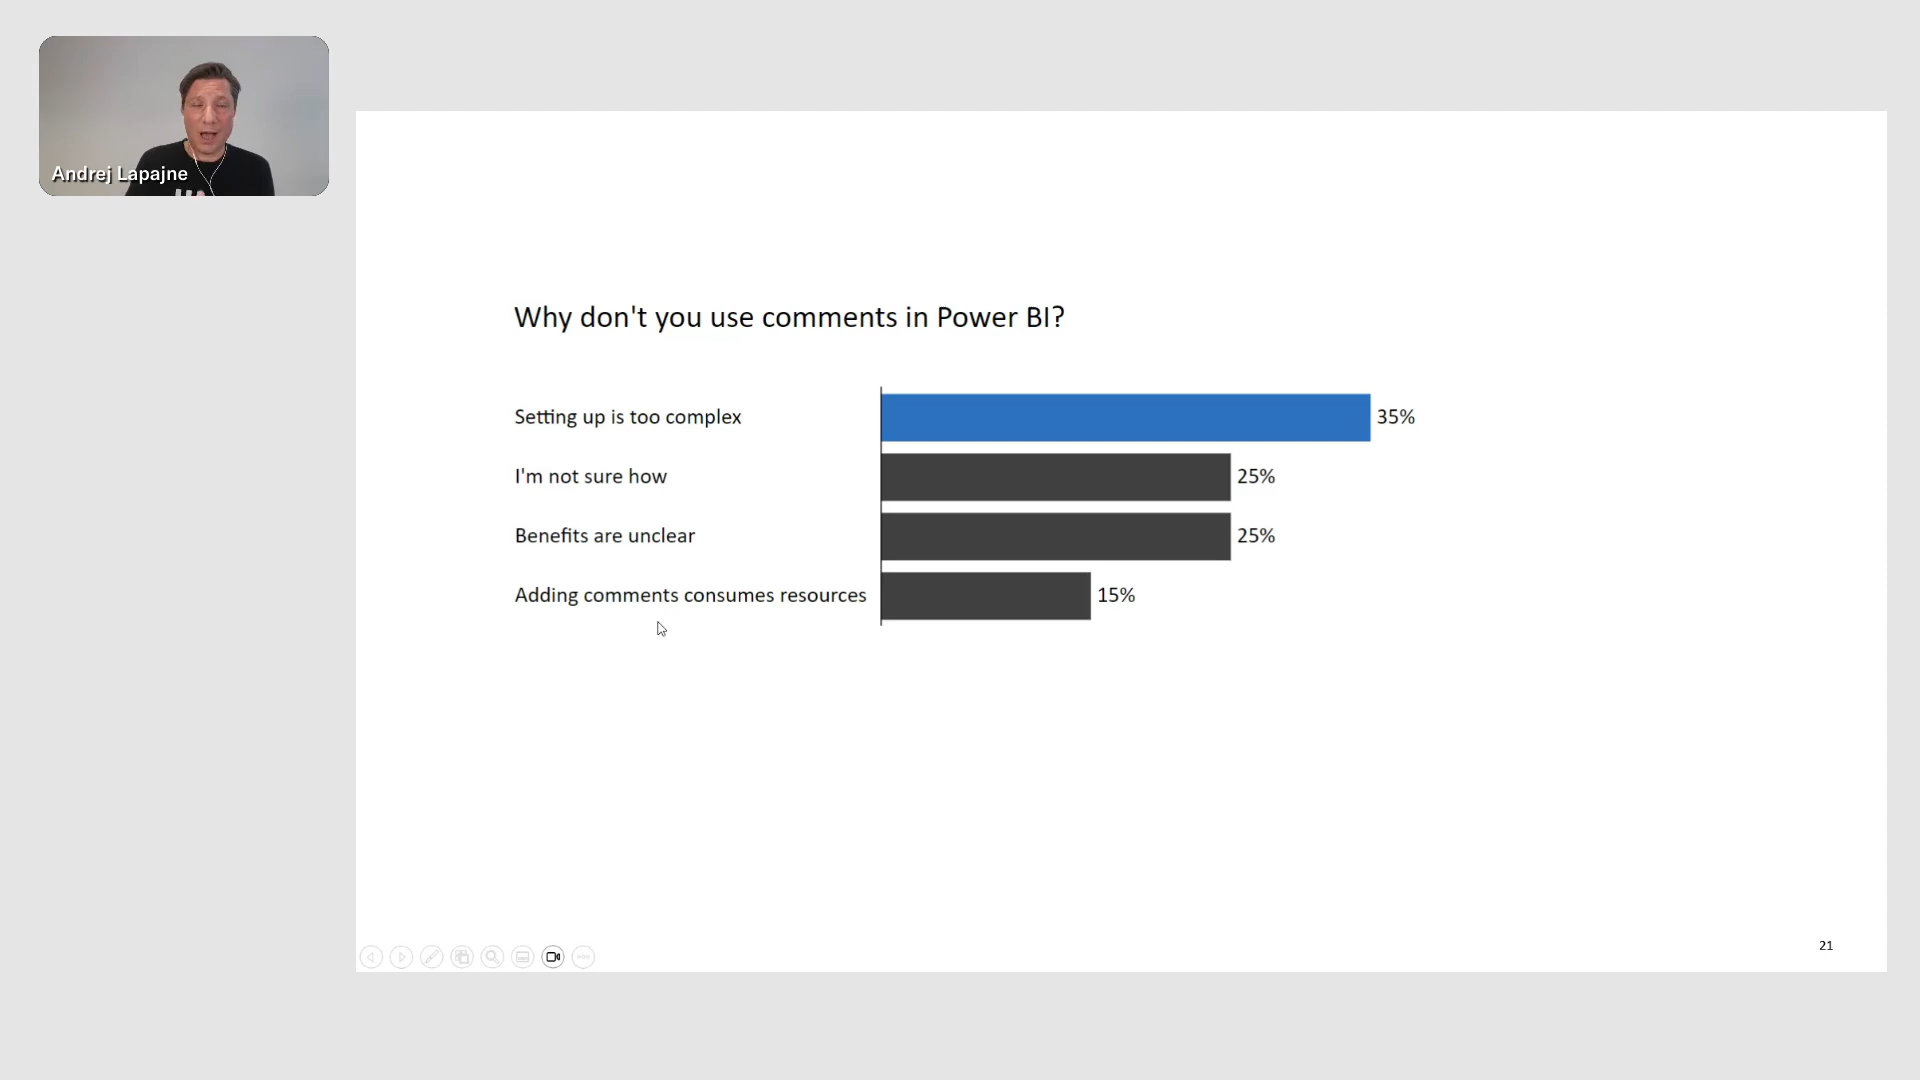 Andrej Lapajne
Why don't you use comments in Power BI?
Setting up is too complex 35%
I'm not sure how 25%
Benefits are unclear 25%
Adding comments consumes resources 15%
21